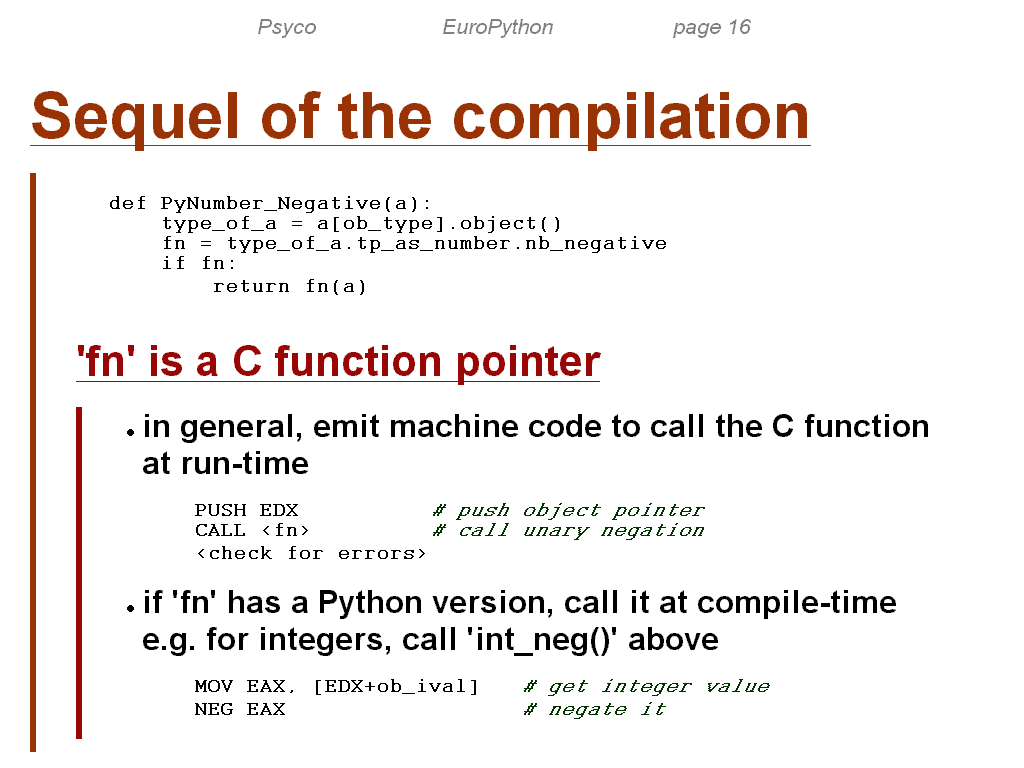 Psyco EuroPython page 16
Sequel of the compilation
def PyNumber_Negative(a):
    type_of_a = a[ob_type].object()
    fn = type_of_a.tp_as_number.nb_negative
    if fn:
        return fn(a)
'fn' is a C function pointer
• in general, emit machine code to call the C function
at run-time
PUSH EDX # push object pointer
CALL <fn> # call unary negation
<check for errors>
• if 'fn' has a Python version, call it at compile-time
e.g. for integers, call 'int_neg()' above
MOV EAX, [EDX+ob_ival] # get integer value
NEG EAX # negate it